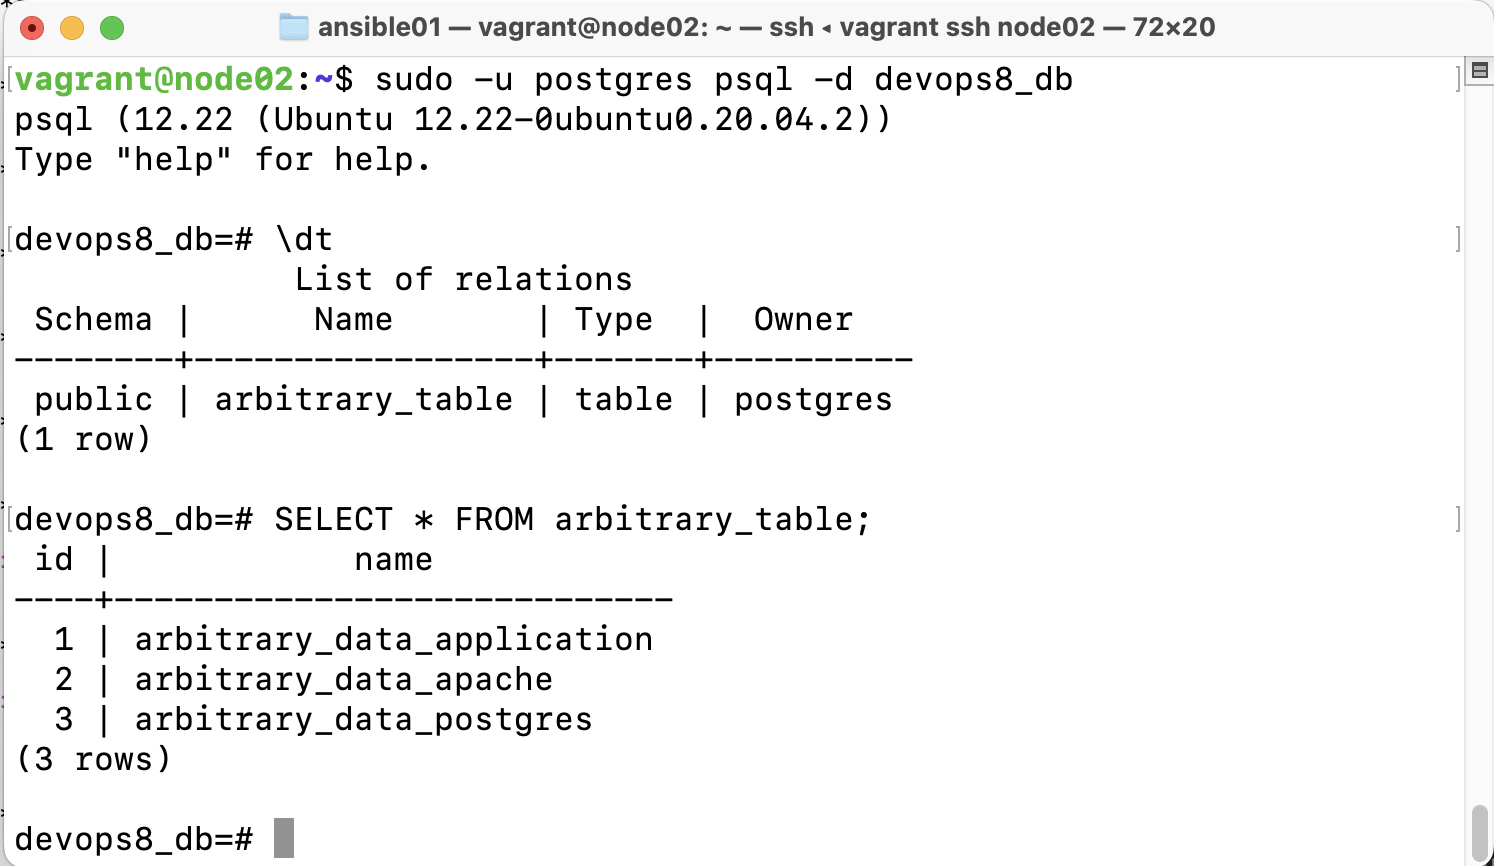 ansible01 — vagrant@node02: ~ — ssh ◂ vagrant ssh node02 — 72×20
[vagrant@node02:~$ sudo -u postgres psql -d devops8_db ]
psql (12.22 (Ubuntu 12.22-0ubuntu0.20.04.2))
Type "help" for help.
[devops8_db=# \dt ]
List of relations
 Schema |      Name       | Type  |  Owner
--------+-----------------+-------+----------
 public | arbitrary_table | table | postgres
(1 row)
[devops8_db=# SELECT * FROM arbitrary_table; ]
 id |            name
----+----------------------------
  1 | arbitrary_data_application
  2 | arbitrary_data_apache
  3 | arbitrary_data_postgres
(3 rows)
devops8_db=#